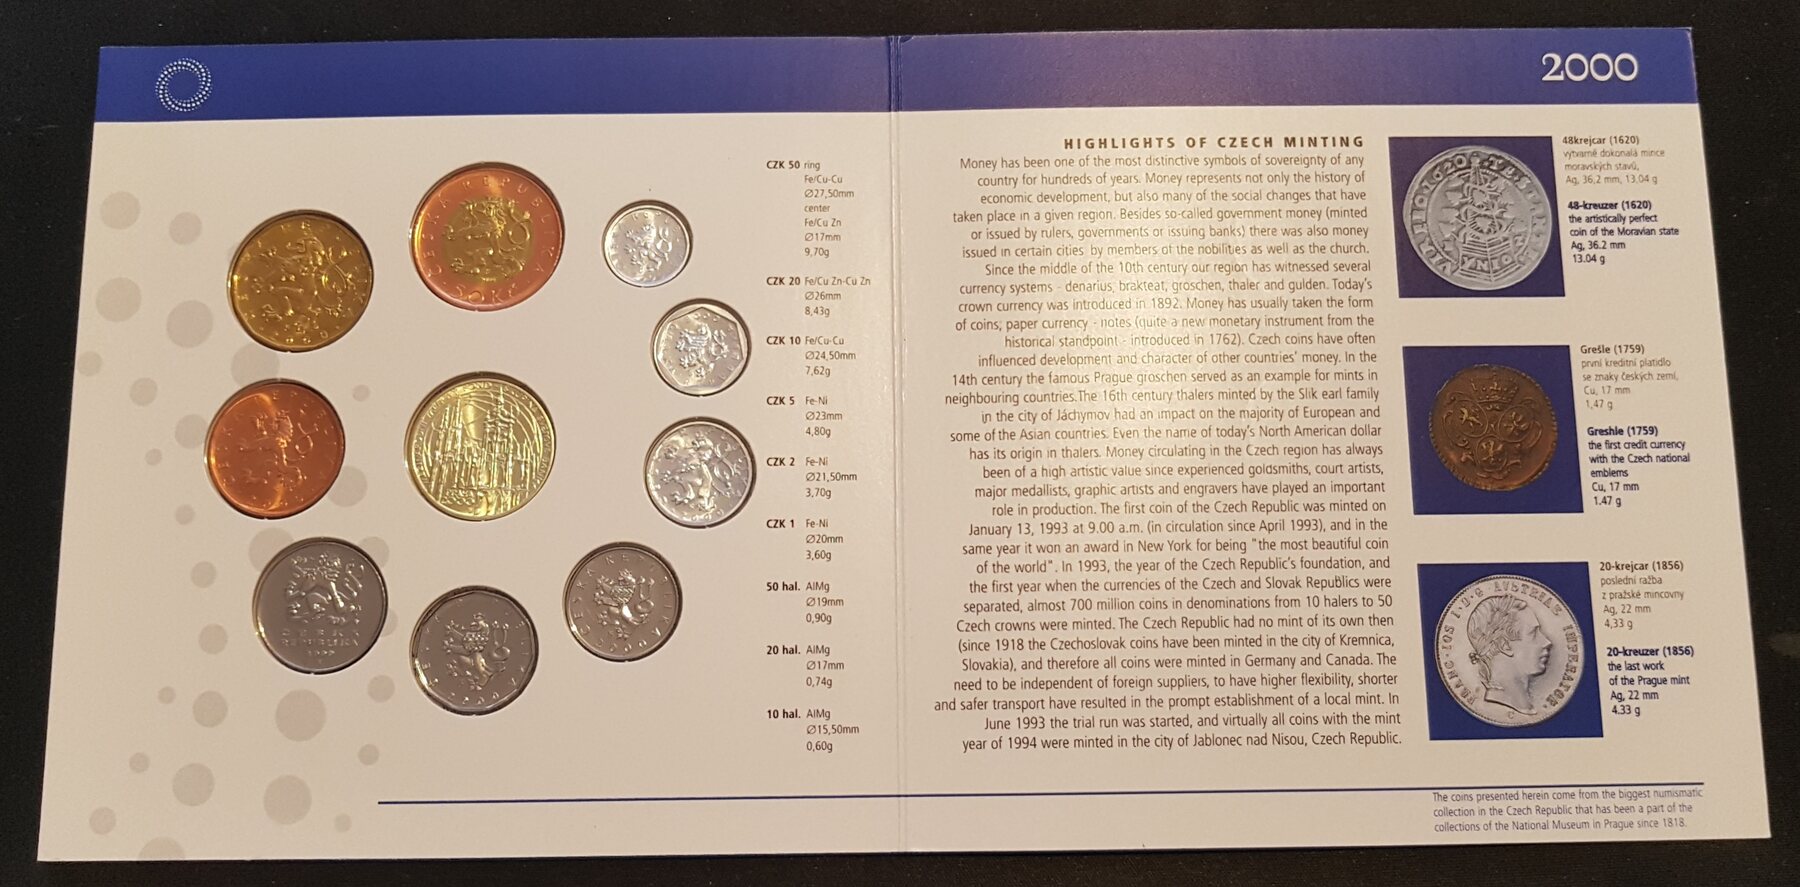 2000
CZK 50 ring
Fe/Cu-Cu
∅27,50mm
center
Fe/Cu Zn
∅17mm
9,70g
CZK 20 Fe/Cu Zn-Cu Zn
∅26mm
8,43g
CZK 10 Fe/Cu-Cu
∅24,50mm
7,62g
CZK 5 Fe-Ni
∅23mm
4,80g
CZK 2 Fe-Ni
∅21,50mm
3,70g
CZK 1 Fe-Ni
∅20mm
3,60g
50 hal. AlMg
∅19mm
0,90g
20 hal. AlMg
∅17mm
0,74g
10 hal. AlMg
∅15,50mm
0,60g
ČESKÁ REPUBLIKA
50 KČ
ČESKÁ
REPUBLIKA
ČESKÁ REPUBLIKA
HIGHLIGHTS OF CZECH MINTING
Money has been one of the most distinctive symbols of sovereignty of any
country for hundreds of years. Money represents not only the history of
economic development, but also many of the social changes that have
taken place in a given region. Besides so-called government money (minted
or issued by rulers, governments or issuing banks) there was also money
issued in certain cities by members of the nobilities as well as the church.
Since the middle of the 10th century our region has witnessed several
currency systems - denarius, brakteat, groschen, thaler and gulden. Today's
crown currency was introduced in 1892. Money has usually taken the form
of coins; paper currency - notes (quite a new monetary instrument from the
historical standpoint - introduced in 1762). Czech coins have often
influenced development and character of other countries' money. In the
14th century the famous Prague groschen served as an example for mints in
neighbouring countries.The 16th century thalers minted by the Slik earl family
in the city of Jáchymov had an impact on the majority of European and
some of the Asian countries. Even the name of today's North American dollar
has its origin in thalers. Money circulating in the Czech region has always
been of a high artistic value since experienced goldsmiths, court artists,
major medallists, graphic artists and engravers have played an important
role in production. The first coin of the Czech Republic was minted on
January 13, 1993 at 9.00 a.m. (in circulation since April 1993), and in the
same year it won an award in New York for being "the most beautiful coin
of the world". In 1993, the year of the Czech Republic's foundation, and
the first year when the currencies of the Czech and Slovak Republics were
separated, almost 700 million coins in denominations from 10 halers to 50
Czech crowns were minted. The Czech Republic had no mint of its own then
(since 1918 the Czechoslovak coins have been minted in the city of Kremnica,
Slovakia), and therefore all coins were minted in Germany and Canada. The
need to be independent of foreign suppliers, to have higher flexibility, shorter
and safer transport have resulted in the prompt establishment of a local mint. In
June 1993 the trial run was started, and virtually all coins with the mint
year of 1994 were minted in the city of Jablonec nad Nisou, Czech Republic.
48krejcar (1620)
výtvarně dokonalá mince
moravských stavů,
Ag, 36,2 mm, 13,04 g
48-kreuzer (1620)
the artistically perfect
coin of the Moravian state
Ag, 36.2 mm
13.04 g
Grešle (1759)
první kreditní platidlo
se znaky českých zemí,
Cu, 17 mm
1,47 g
Greshle (1759)
the first credit currency
with the Czech national
emblems
Cu, 17 mm
1.47 g
FRANC·IOS·I·D·G·AVSTRIAE IMPERATOR·
C
20-krejcar (1856)
poslední ražba
z pražské mincovny
Ag, 22 mm
4,33 g
20-kreuzer (1856)
the last work
of the Prague mint
Ag, 22 mm
4.33 g
The coins presented herein come from the biggest numismatic
collection in the Czech Republic that has been a part of the
collections of the National Museum in Prague since 1818.